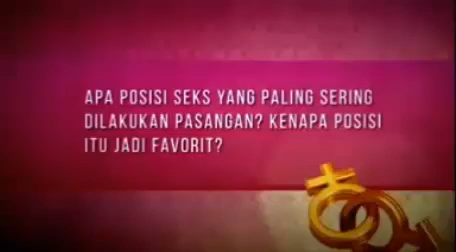 APA POSISI SEKS YANG PALING SERING
DILAKUKAN PASANGAN? KENAPA POSISI
ITU JADI FAVORIT?